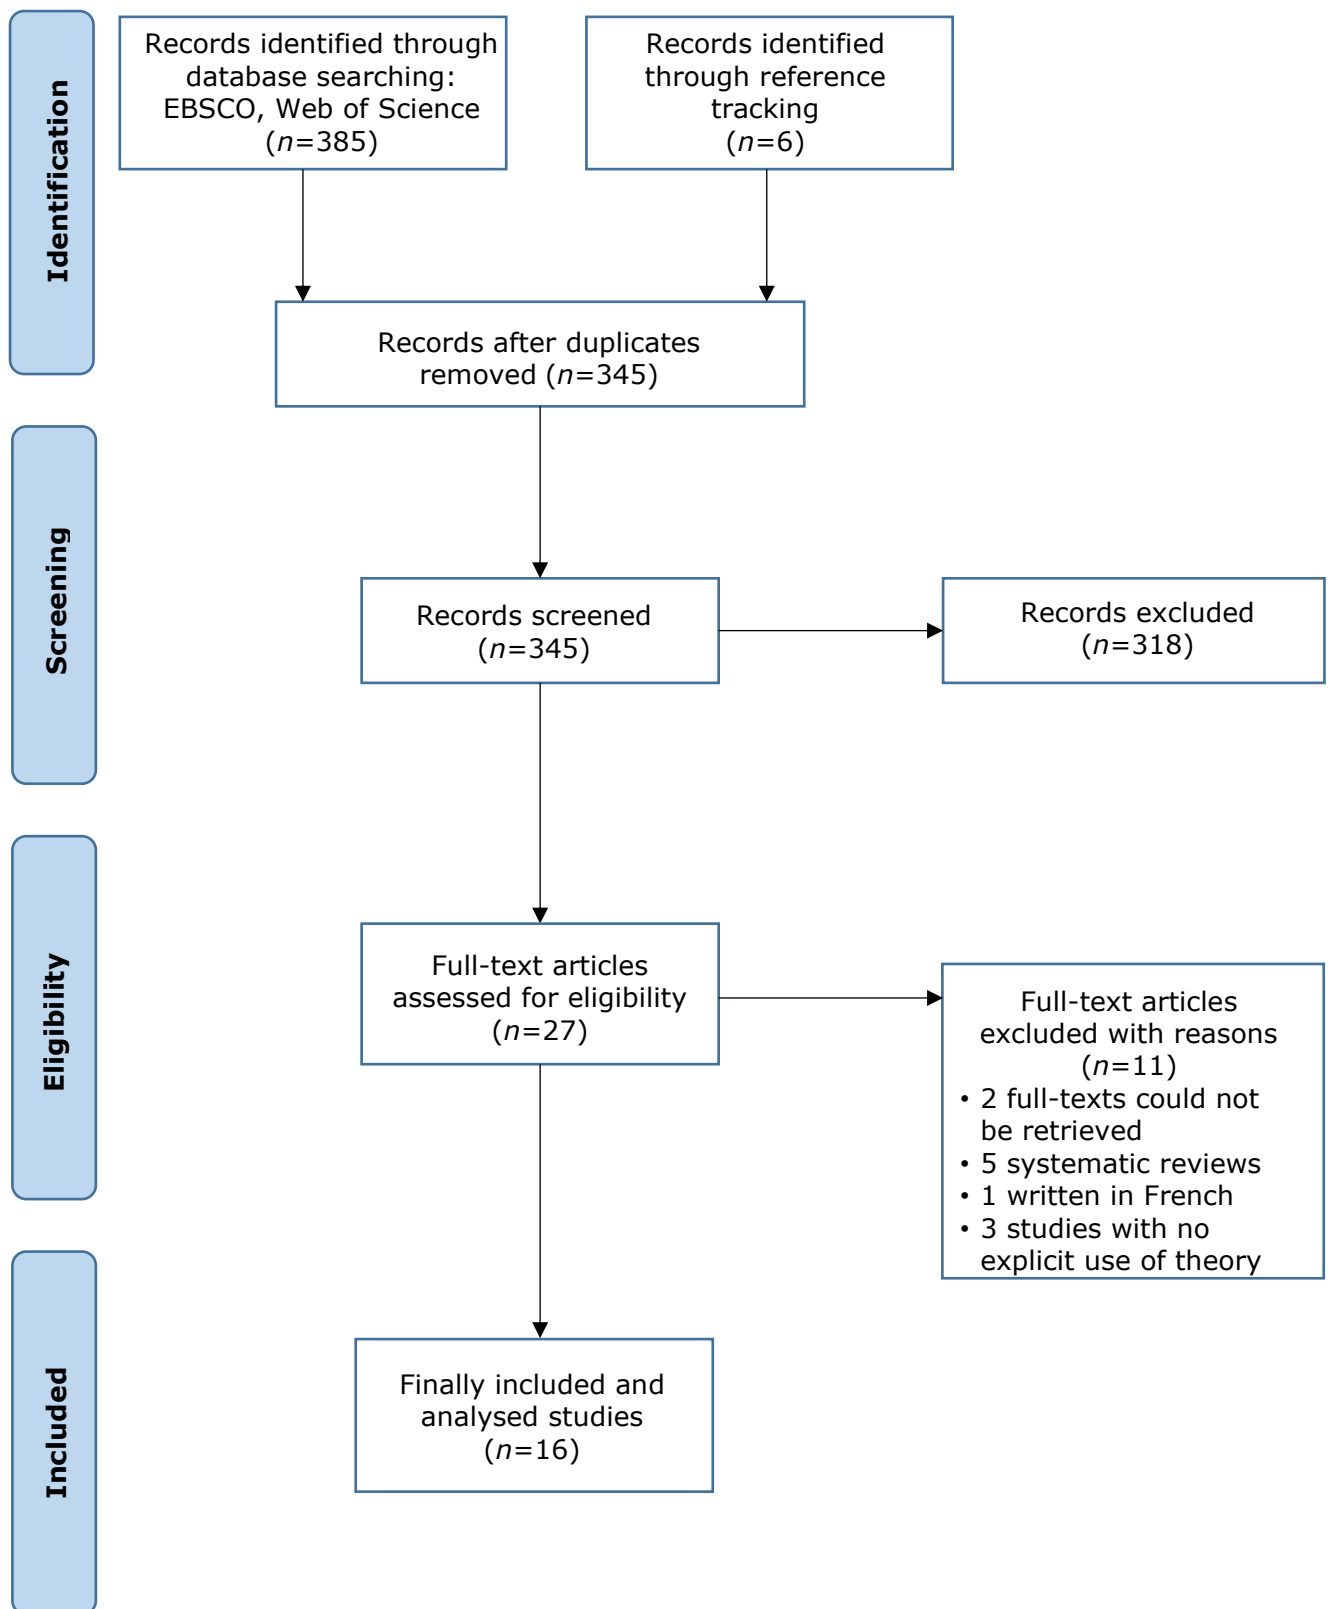 Identification
Records identified through
database searching:
EBSCO, Web of Science
(n=385)
Records identified
through reference
tracking
(n=6)
Records after duplicates
removed (n=345)
Screening
Records screened
(n=345)
Records excluded
(n=318)
Eligibility
Full-text articles
assessed for eligibility
(n=27)
Full-text articles
excluded with reasons
(n=11)
• 2 full-texts could not
be retrieved
• 5 systematic reviews
• 1 written in French
• 3 studies with no
explicit use of theory
Included
Finally included and
analysed studies
(n=16)